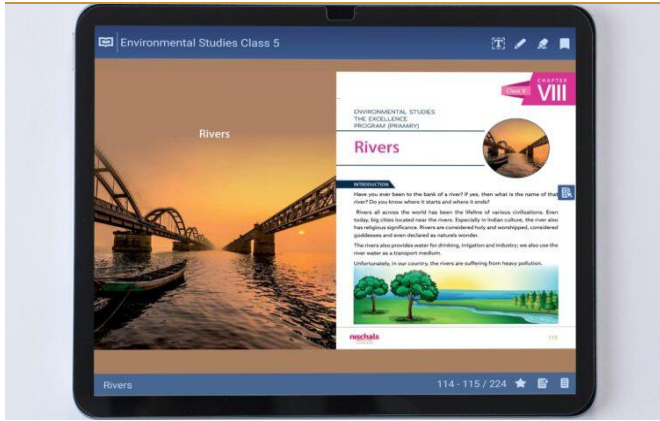 Environmental Studies Class 5
Rivers
CHAPTER
Class V
VIII
ENVIRONMENTAL STUDIES
THE EXCELLENCE
PROGRAM (PRIMARY)
Rivers
INTRODUCTION
Have you ever been to the bank of a river? If yes, then what is the name of that
river? Do you know where it starts and where it ends?
Rivers all across the world has been the lifeline of various civilizations. Even
today, big cities located near the rivers. Especially in Indian culture, the river also
has religious significance. Rivers are considered holy and worshipped, considered
goddesses and even declared as nature's wonder.
The rivers also provides water for drinking, irrigation and industry; we also use the
river water as a transport medium.
Unfortunately, in our country, the rivers are suffering from heavy pollution.
115
Rivers
114 - 115 / 224